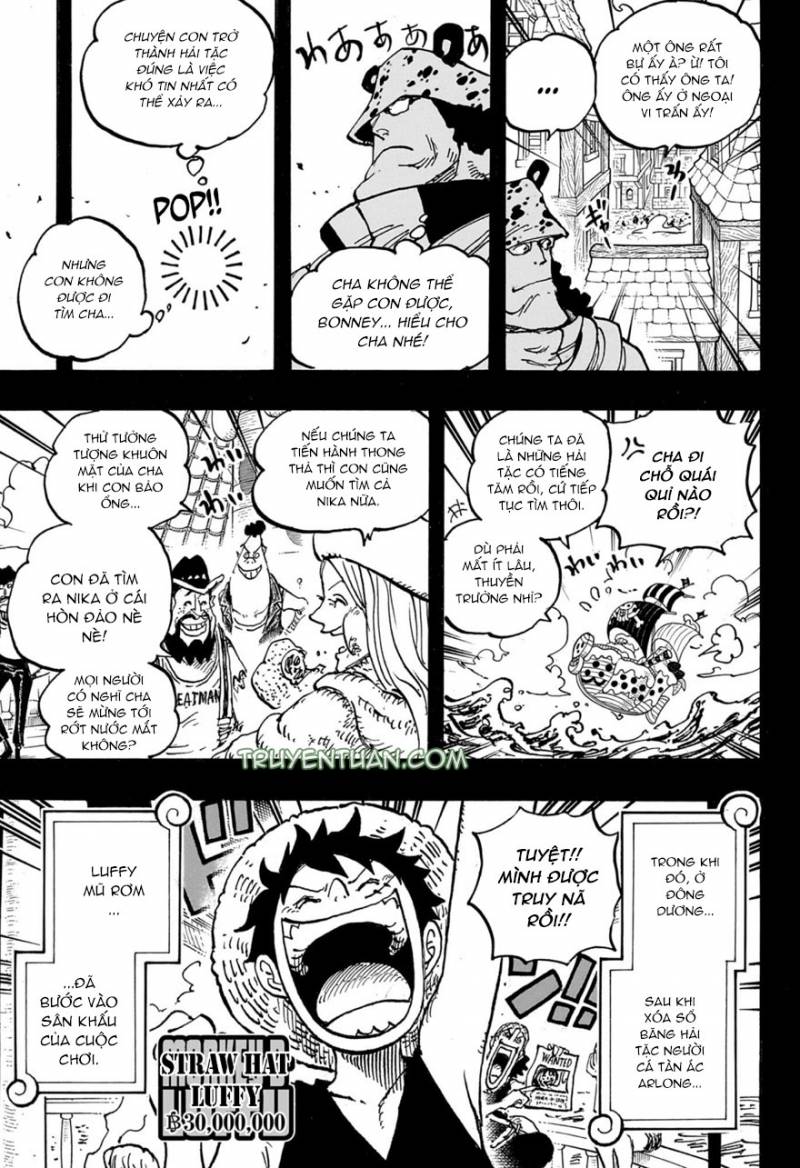 MỘT ÔNG RẤT
BỰ ẤY À? Ừ! TÔI
CÓ THẤY ÔNG TA!
ÔNG ẤY Ở NGOẠI
VI TRẤN ẤY!
...
わあぁぁぁ
CHA KHÔNG THỂ
GẶP CON ĐƯỢC,
BONNEY... HIỂU CHO
CHA NHÉ!
CHUYỆN CON TRỞ
THÀNH HẢI TẶC
ĐÚNG LÀ VIỆC
KHÓ TIN NHẤT CÓ
THỂ XẢY RA...
POP!!
NHƯNG
CON KHÔNG
ĐƯỢC ĐI
TÌM CHA...
CHA ĐI
CHỖ QUÁI
QUỈ NÀO
RỒI?!
CHÚNG TA ĐÃ
LÀ NHỮNG HẢI
TẶC CÓ TIẾNG
TĂM RỒI, CỨ TIẾP
TỤC TÌM THÔI.
DÙ PHẢI
MẤT ÍT LÂU,
THUYỀN
TRƯỞNG NHỈ?
NẾU CHÚNG TA
TIẾN HÀNH THONG
THẢ THÌ CON CŨNG
MUỐN TÌM CẢ
NIKA NỮA.
THỬ TƯỞNG
TƯỢNG KHUÔN
MẶT CỦA CHA
KHI CON BẢO
ỔNG...
CON ĐÃ TÌM
RA NIKA Ở CÁI
HÒN ĐẢO NÈ
NÈ!
MỌI NGƯỜI
CÓ NGHĨ CHA
SẼ MỪNG TỚI
RỚT NƯỚC MẮT
KHÔNG?
EATMAN
TRUYENTUAN.COM
TRONG KHI
ĐÓ, Ở
ĐÔNG
DƯƠNG...
SAU KHI
XÓA SỔ
BĂNG HẢI
TẶC NGƯỜI
CÁ TÀN ÁC
ARLONG...
TUYỆT!!
MÌNH ĐƯỢC
TRUY NÃ
RỒI!!
WANTED
LUFFY
MŨ RƠM
...
...ĐÃ
BƯỚC VÀO
SÂN KHẤU
CỦA CUỘC
CHƠI.
MONKEY D
LUFFY
STRAW HAT
LUFFY
฿30,000,000